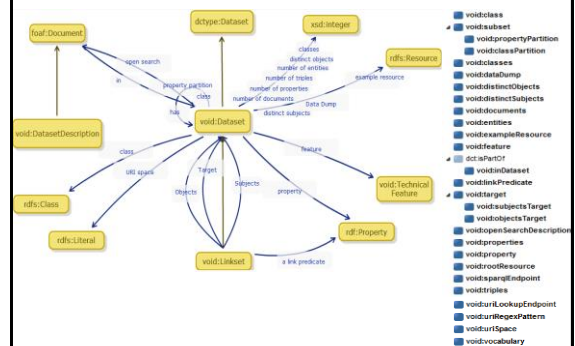 foaf:Document
dctype:Dataset
xsd:Integer
rdfs:Resource
open search
in
property partition
class
has
classes
distinct objects
number of entities
number of triples
number of properties
number of documents
Data Dump
distinct subjects
example resource
void:DatasetDescription
void:Dataset
class
URI space
Target
Objects
Subjects
feature
property
void:Technical
Feature
rdfs:Class
rdfs:Literal
rdf:Property
void:Linkset
a link predicate
void:class
void:subset
void:propertyPartition
void:classPartition
void:classes
void:dataDump
void:distinctObjects
void:distinctSubjects
void:documents
void:entities
void:exampleResource
void:feature
dct:isPartOf
void:inDataset
void:linkPredicate
void:target
void:subjectsTarget
void:objectsTarget
void:openSearchDescription
void:properties
void:property
void:rootResource
void:sparqlEndpoint
void:triples
void:uriLookupEndpoint
void:uriRegexPattern
void:uriSpace
void:vocabulary